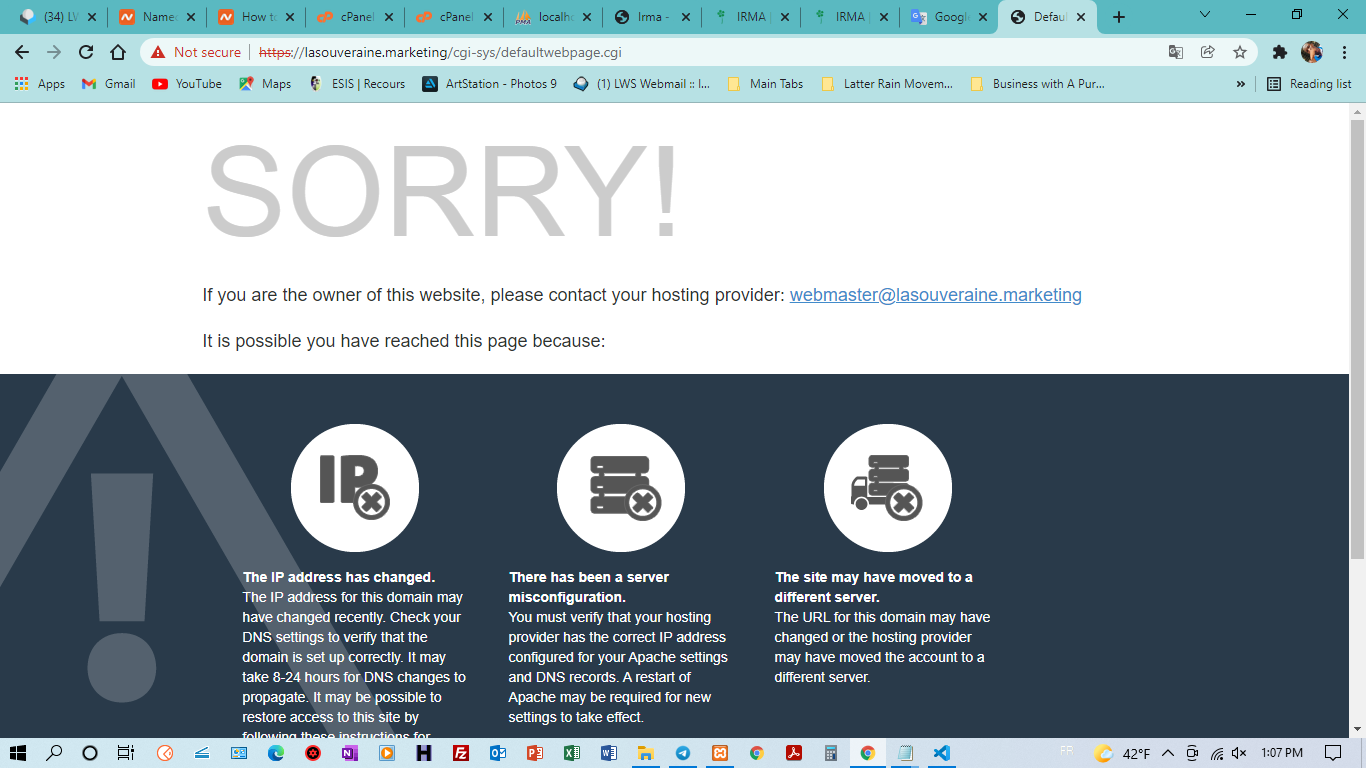 (34) LW
Namec
How to
cPanel
cPanel
localho
Irma -
IRMA |
IRMA |
Google
Defaul
Not secure
https://lasouveraine.marketing/cgi-sys/defaultwebpage.cgi
Apps
Gmail
YouTube
Maps
ESIS | Recours
ArtStation - Photos 9
(1) LWS Webmail :: I...
Main Tabs
Latter Rain Movem...
Business with A Pur...
»
Reading list
SORRY!
If you are the owner of this website, please contact your hosting provider: webmaster@lasouveraine.marketing
It is possible you have reached this page because:
IP
The IP address has changed.
The IP address for this domain may
have changed recently. Check your
DNS settings to verify that the
domain is set up correctly. It may
take 8-24 hours for DNS changes to
propagate. It may be possible to
restore access to this site by
following these instructions for
There has been a server
misconfiguration.
You must verify that your hosting
provider has the correct IP address
configured for your Apache settings
and DNS records. A restart of
Apache may be required for new
settings to take effect.
The site may have moved to a
different server.
The URL for this domain may have
changed or the hosting provider
may have moved the account to a
different server.
FR
42°F
1:07 PM